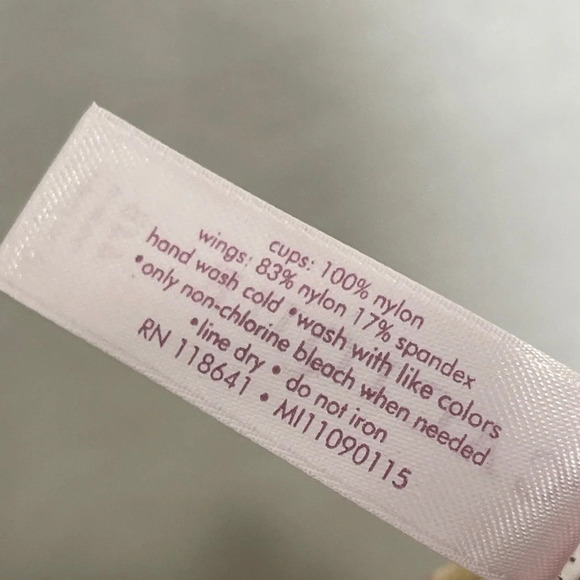 cups: 100% nylon
wings: 83% nylon 17% spandex
hand wash cold •wash with like colors
•only non-chlorine bleach when needed
•line dry • do not iron
RN 118641 • MI11090115